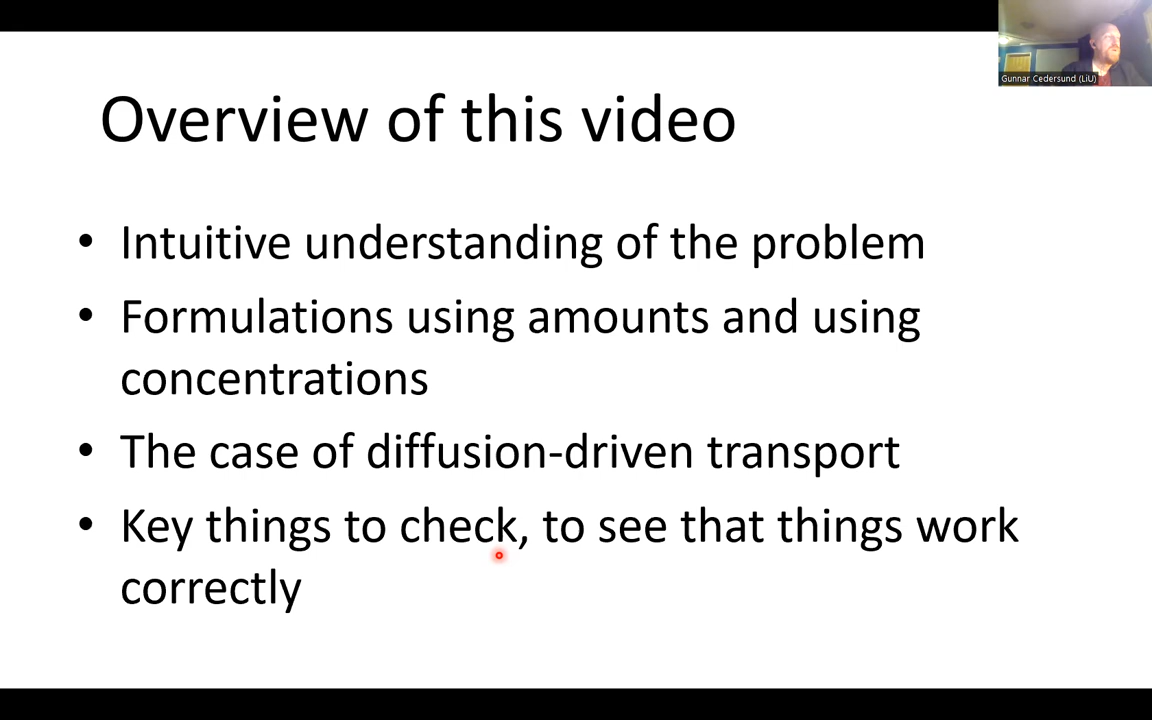 Gunnar Cedersund (LiU)
Overview of this video
• Intuitive understanding of the problem
• Formulations using amounts and using
concentrations
• The case of diffusion-driven transport
• Key things to check, to see that things work
correctly